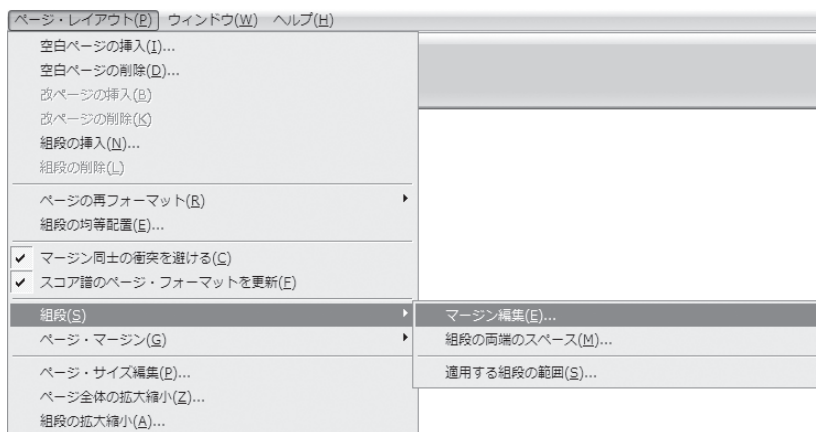 ページ・レイアウト(P) ウィンドウ(W) ヘルプ(H)
空白ページの挿入(I)...
空白ページの削除(D)...
改ページの挿入(B)
改ページの削除(K)
組段の挿入(N)...
組段の削除(L)
ページの再フォーマット(R)
組段の均等配置(E)...
マージン同士の衝突を避ける(C)
スコア譜のページ・フォーマットを更新(F)
組段(S)
マージン編集(E)...
ページ・マージン(G)
組段の両端のスペース(M)...
適用する組段の範囲(S)...
ページ・サイズ編集(P)...
ページ全体の拡大縮小(Z)...
組段の拡大縮小(A)...